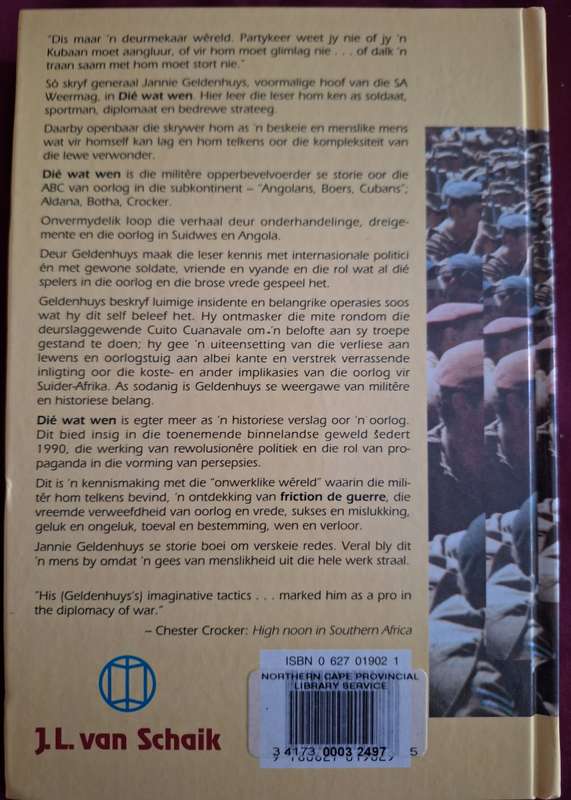 "Dis maar 'n deurmekaar wêreld. Partykeer weet jy nie of jy 'n
Kubaan moet aangluur, of vir hom moet glimlag nie . . . of dalk 'n
traan saam met hom moet stort nie."
Só skryf generaal Jannie Geldenhuys, voormalige hoof van die SA
Weermag, in Dié wat wen. Hier leer die leser hom ken as soldaat,
sportman, diplomaat en bedrewe strateeg.
Daarby openbaar die skrywer hom as 'n beskeie en menslike mens
wat vir homself kan lag en hom telkens oor die kompleksiteit van
die lewe verwonder.
Dié wat wen is die militêre opperbevelvoerder se storie oor die
ABC van oorlog in die subkontinent – "Angolans, Boers, Cubans";
Aldana, Botha, Crocker.
Onvermydelik loop die verhaal deur onderhandelinge, dreige-
mente en die oorlog in Suidwes en Angola.
Deur Geldenhuys maak die leser kennis met internasionale politici
én met gewone soldate, vriende en vyande en die rol wat al dié
spelers in die oorlog en die brose vrede gespeel het.
Geldenhuys beskryf luimige insidente en belangrike operasies soos
wat hy dit self beleef het. Hy ontmasker die mite rondom die
deurslaggewende Cuito Cuanavale om 'n belofte aan sy troepe
gestand te doen; hy gee 'n uiteensetting van die verliese aan
lewens en oorlogstuig aan albei kante en verstrek verrassende
inligting oor die koste- en ander implikasies van die oorlog vir
Suider-Afrika. As sodanig is Geldenhuys se weergawe van militêre
en historiese belang.
Dié wat wen is egter meer as 'n historiese verslag oor 'n oorlog.
Dit bied insig in die toenemende binnelandse geweld sedert
1990, die werking van rewolusionêre politiek en die rol van pro-
paganda in die vorming van persepsies.
Dit is 'n kennismaking met die "onwerklike wêreld" waarin die mili-
têr hom telkens bevind, 'n ontdekking van friction de guerre, die
vreemde verweefdheid van oorlog en vrede, sukses en mislukking,
geluk en ongeluk, toeval en bestemming, wen en verloor.
Jannie Geldenhuys se storie boei om verskeie redes. Veral bly dit
'n mens by omdat 'n gees van menslikheid uit die hele werk straal.
"His (Geldenhuys's) imaginative tactics . . . marked him as a pro in
the diplomacy of war."
– Chester Crocker: High noon in Southern Africa
ISBN 0 627 01902 1
NORTHERN CAPE PROVINCIAL
LIBRARY SERVICE
3 4173 0003 2497 5
J.L. van Schaik